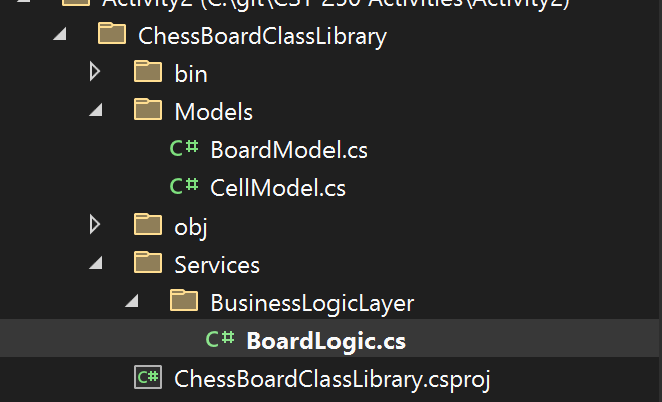 Activity2 (C:\git\CST-250 Activities\Activity2)
ChessBoardClassLibrary
bin
Models
C# BoardModel.cs
C# CellModel.cs
obj
Services
BusinessLogicLayer
C# BoardLogic.cs
C# ChessBoardClassLibrary.csproj